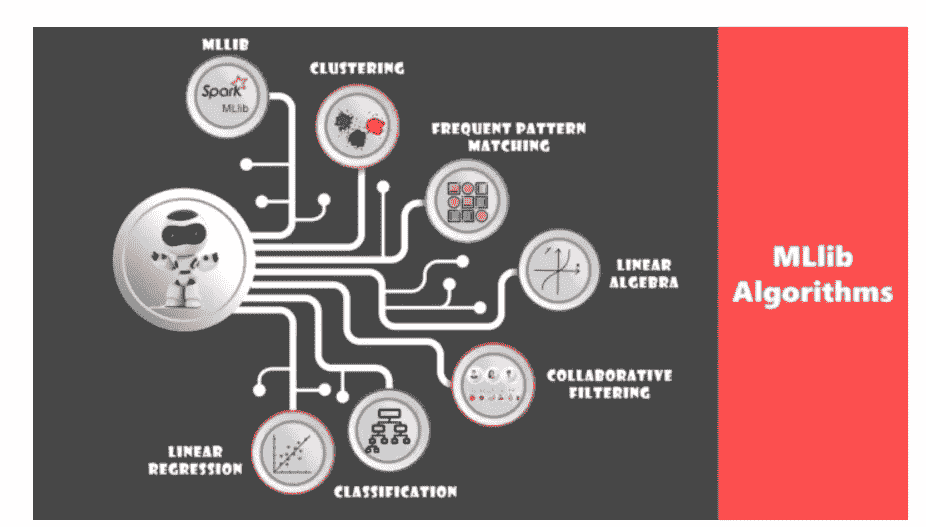 MLLIB
Spark
MLlib
CLUSTERING
FREQUENT PATTERN
MATCHING
LINEAR
ALGEBRA
MLlib
Algorithms
COLLABORATIVE
FILTERING
LINEAR
REGRESSION
CLASSIFICATION